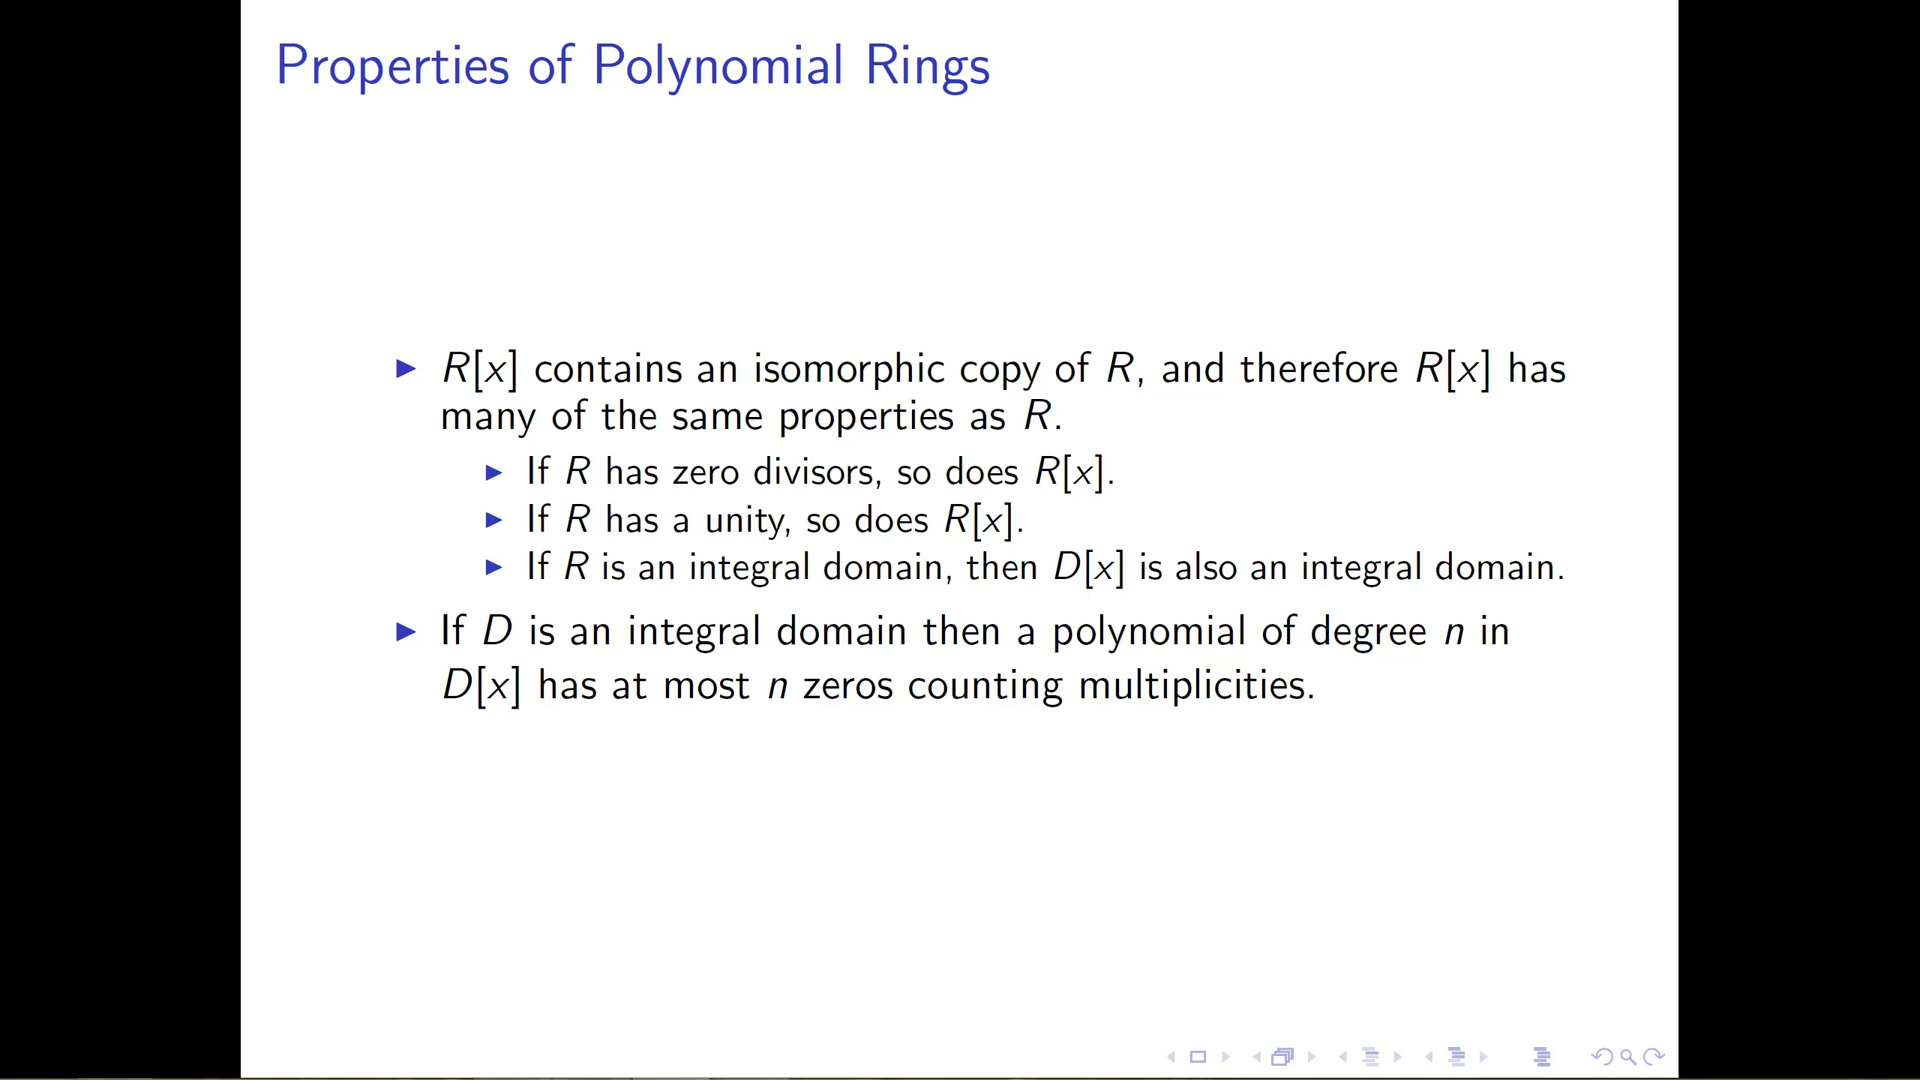 Properties of Polynomial Rings
R[x] contains an isomorphic copy of R, and therefore R[x] has
many of the same properties as R.
If R has zero divisors, so does R[x].
If R has a unity, so does R[x].
If R is an integral domain, then D[x] is also an integral domain.
If D is an integral domain then a polynomial of degree n in
D[x] has at most n zeros counting multiplicities.